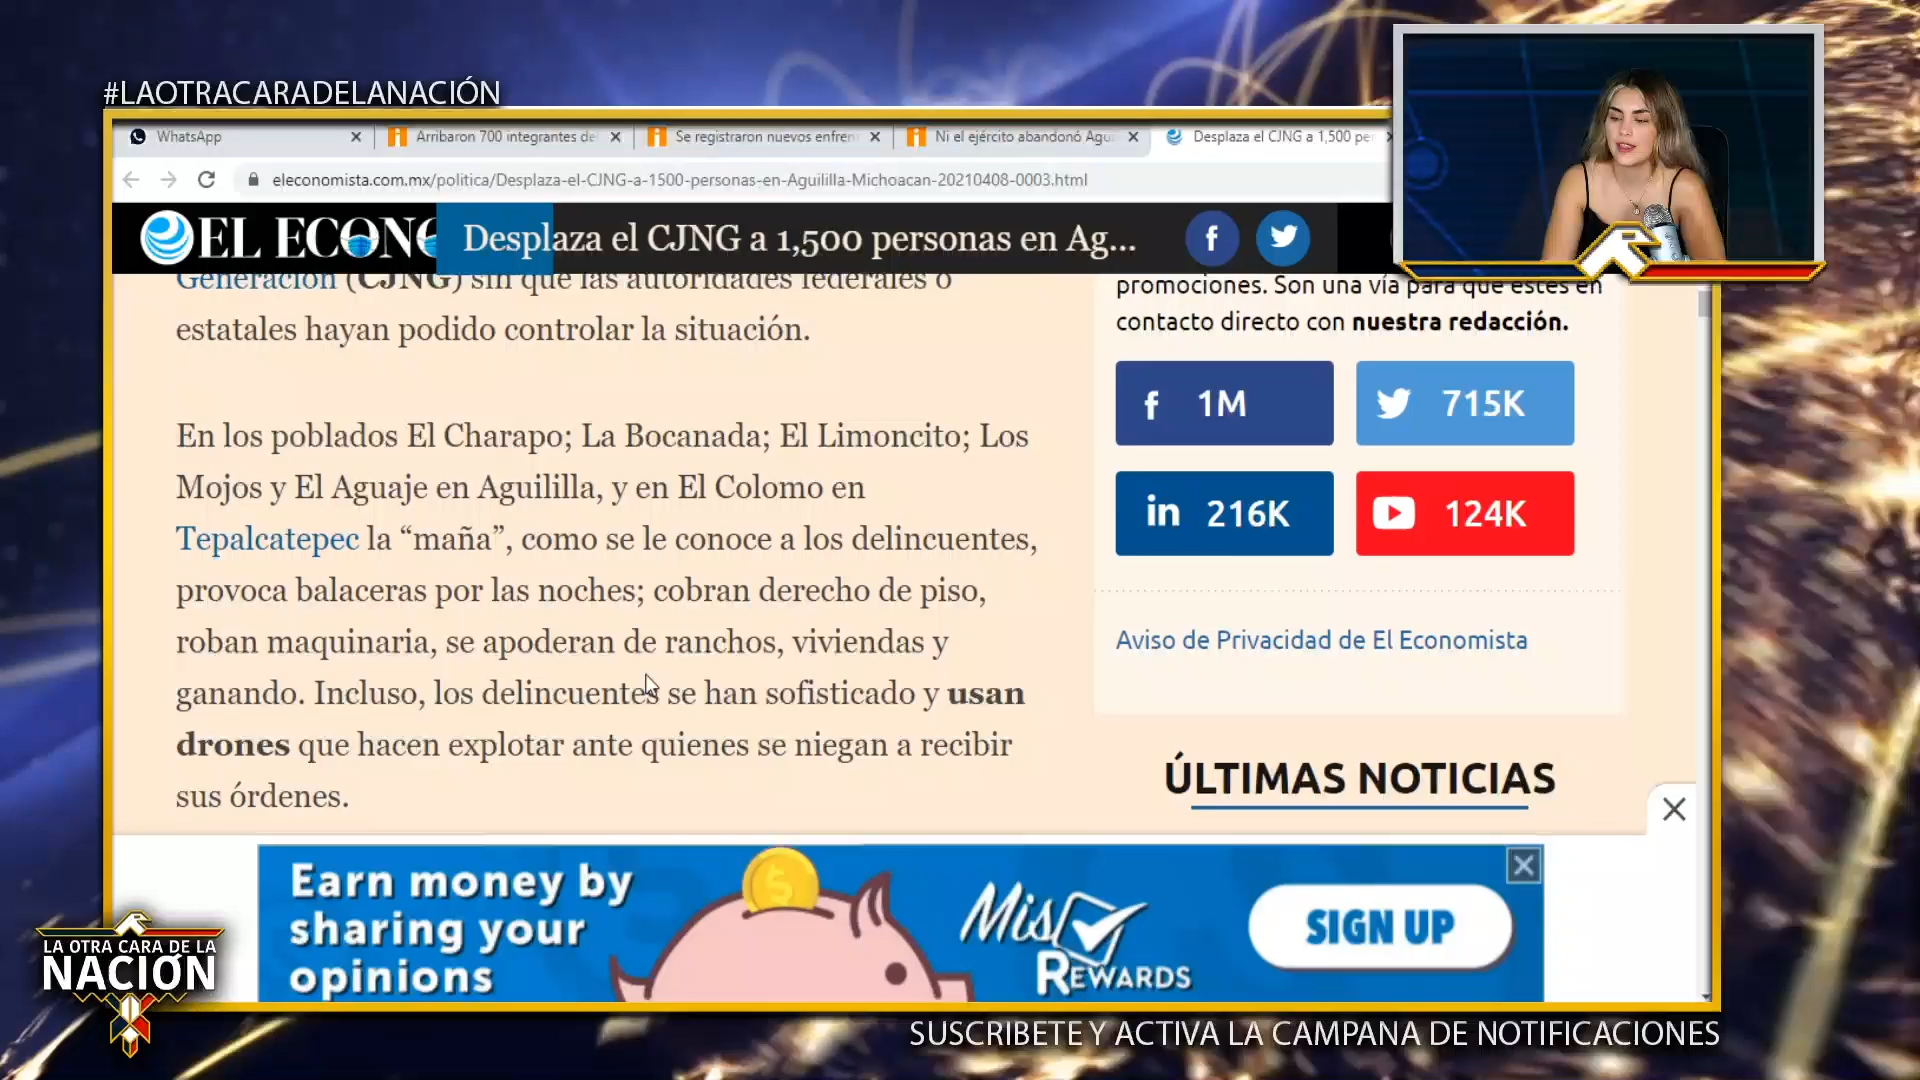 #LAOTRACARADELANACIÓN
WhatsApp
Arribaron 700 integrantes de
Se registraron nuevos enfren
Ni el ejército abandonó Agui
Desplaza el CJNG a 1,500 per
eleconomista.com.mx/politica/Desplaza-el-CJNG-a-1500-personas-en-Aguililla-Michoacan-20210408-0003.html
EL ECONO
Desplaza el CJNG a 1,500 personas en Ag...
Generación (CJNG) sin que las autoridades federales o
estatales hayan podido controlar la situación.
En los poblados El Charapo; La Bocanada; El Limoncito; Los
Mojos y El Aguaje en Aguililla, y en El Colomo en
Tepalcatepec la “maña”, como se le conoce a los delincuentes,
provoca balaceras por las noches; cobran derecho de piso,
roban maquinaria, se apoderan de ranchos, viviendas y
ganando. Incluso, los delincuentes se han sofisticado y usan
drones que hacen explotar ante quienes se niegan a recibir
sus órdenes.
promociones. Son una vía para que estés en
contacto directo con nuestra redacción.
1M
715K
216K
124K
Aviso de Privacidad de El Economista
ÚLTIMAS NOTICIAS
Earn money by
sharing your
opinions
Mis
REWARDS
SIGN UP
LA OTRA CARA DE LA
NACIÓN
SUSCRIBETE Y ACTIVA LA CAMPANA DE NOTIFICACIONES